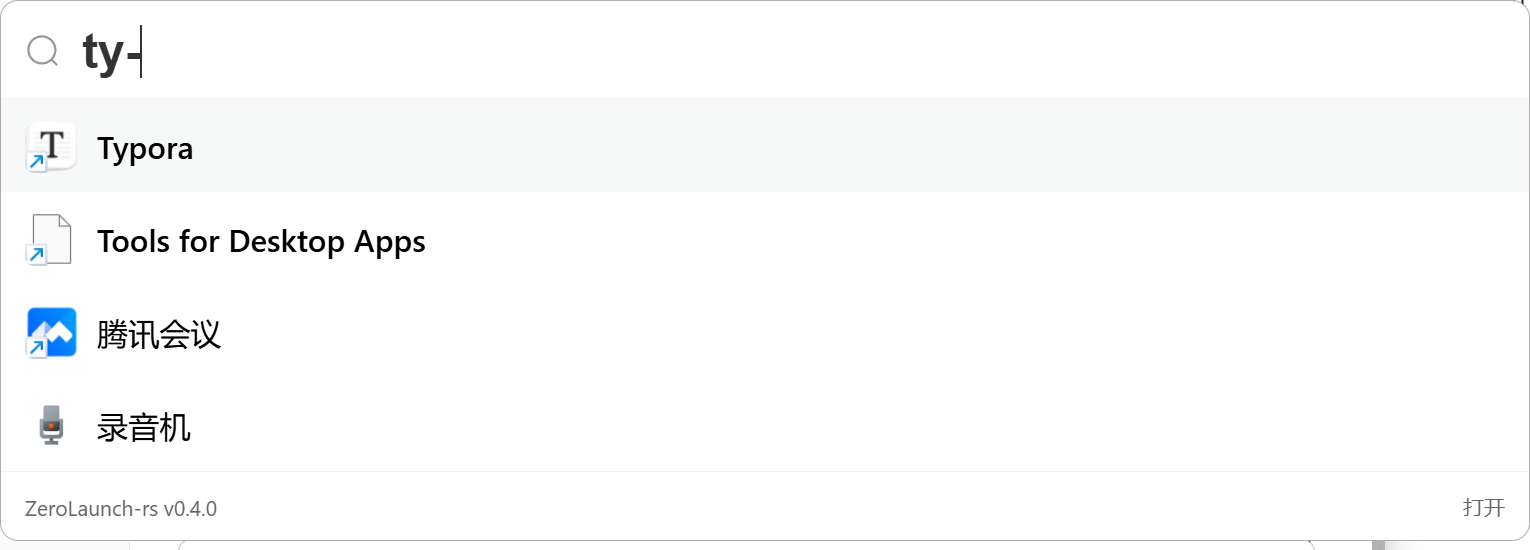 ty-
Typora
Tools for Desktop Apps
腾讯会议
录音机
ZeroLaunch-rs v0.4.0
打开